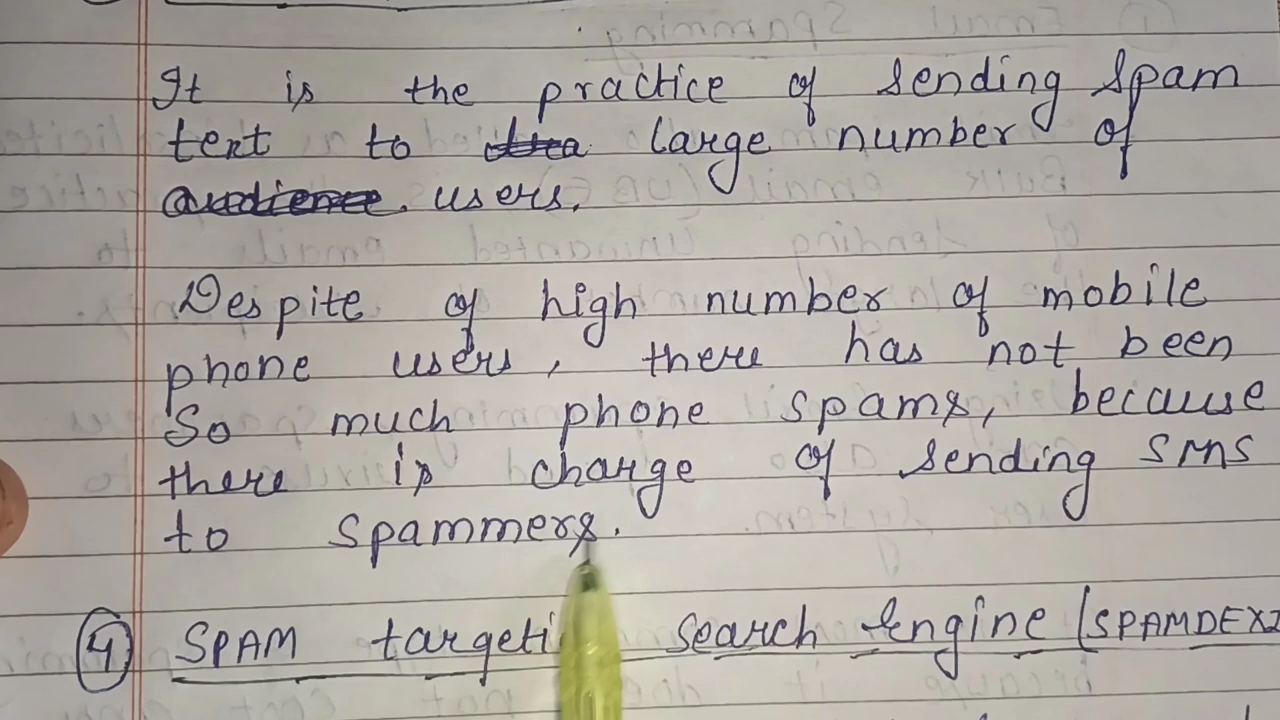 It is the practice of sending spam
text to large number of
users.
Despite of high number of mobile
phone users, there has not been
So much phone spams, because
there is charge of sending SMS
to spammers.
4 SPAM targeti Search Engine (SPAMDEXI